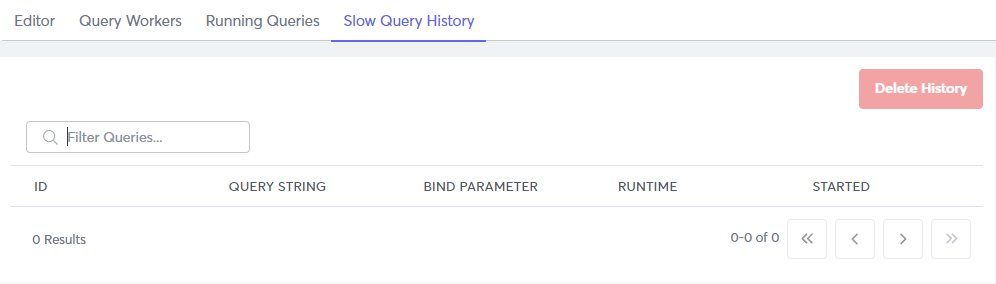 Editor Query Workers Running Queries Slow Query History
Delete History
Filter Queries...
ID QUERY STRING BIND PARAMETER RUNTIME STARTED
0 Results 0-0 of 0